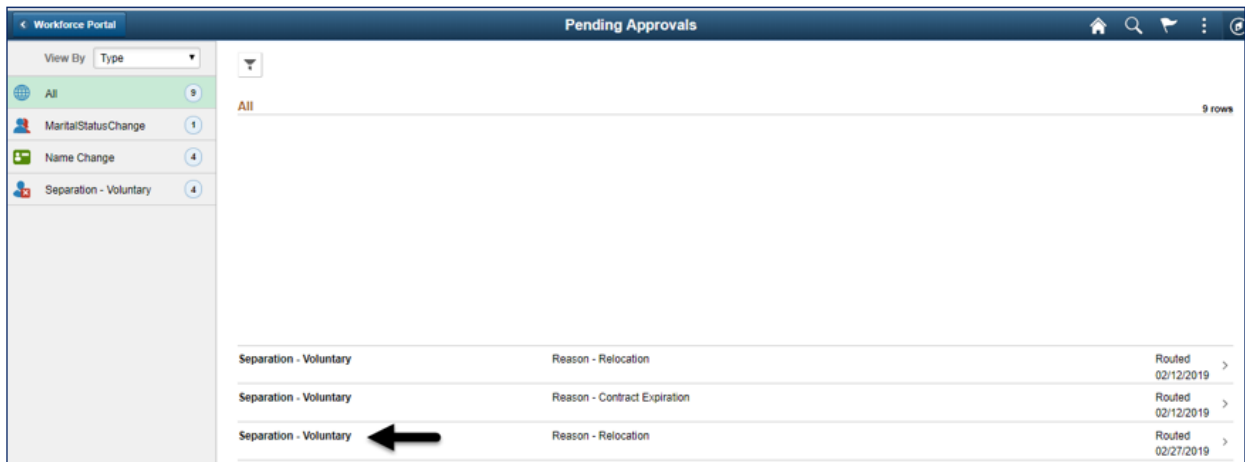 Workforce Portal
Pending Approvals
View By Type
All 9
MaritalStatusChange 1
Name Change 4
Separation - Voluntary 4
All
9 rows
Separation - Voluntary Reason - Relocation Routed
02/12/2019
Separation - Voluntary Reason - Contract Expiration Routed
02/12/2019
Separation - Voluntary Reason - Relocation Routed
02/27/2019